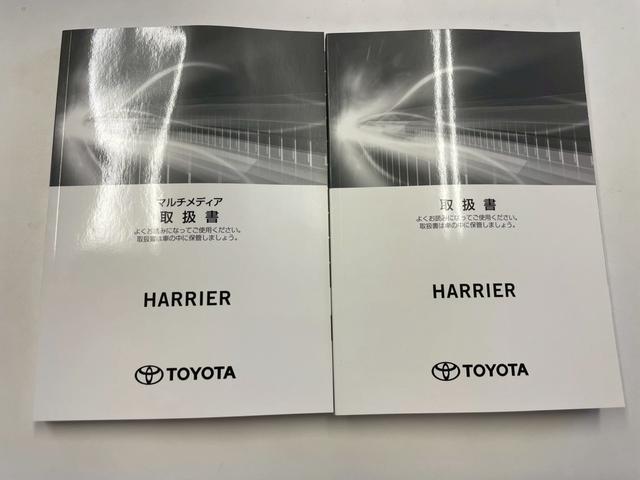 マルチメディア
取扱書
よくお読みになってご使用ください。
取扱書は車の中に保管しましょう。
HARRIER
TOYOTA
取扱書
よくお読みになってご使用ください。
取扱書は車の中に保管しましょう。
HARRIER
TOYOTA